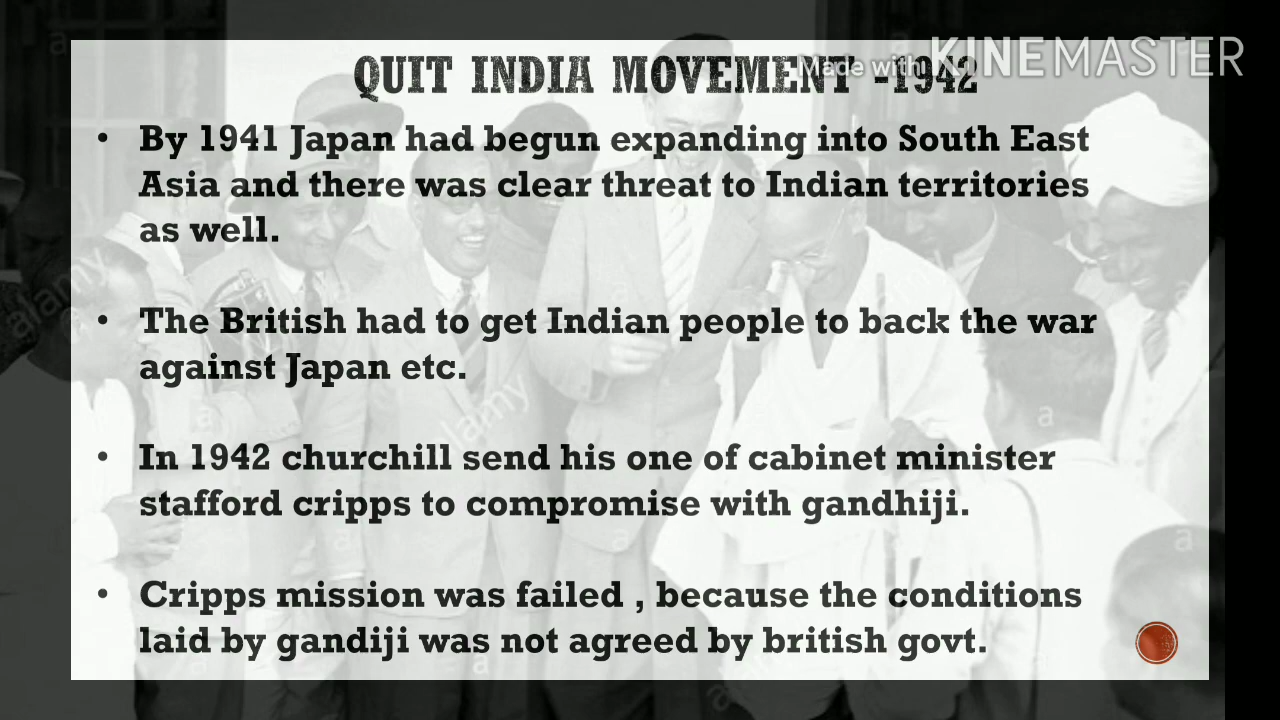 Made with KINEMASTER
QUIT INDIA MOVEMENT -1942
• By 1941 Japan had begun expanding into South East
Asia and there was clear threat to Indian territories
as well.
• The British had to get Indian people to back the war
against Japan etc.
• In 1942 churchill send his one of cabinet minister
stafford cripps to compromise with gandhiji.
• Cripps mission was failed , because the conditions
laid by gandiji was not agreed by british govt.
alamy
alamy
alamy
a
a
a
a